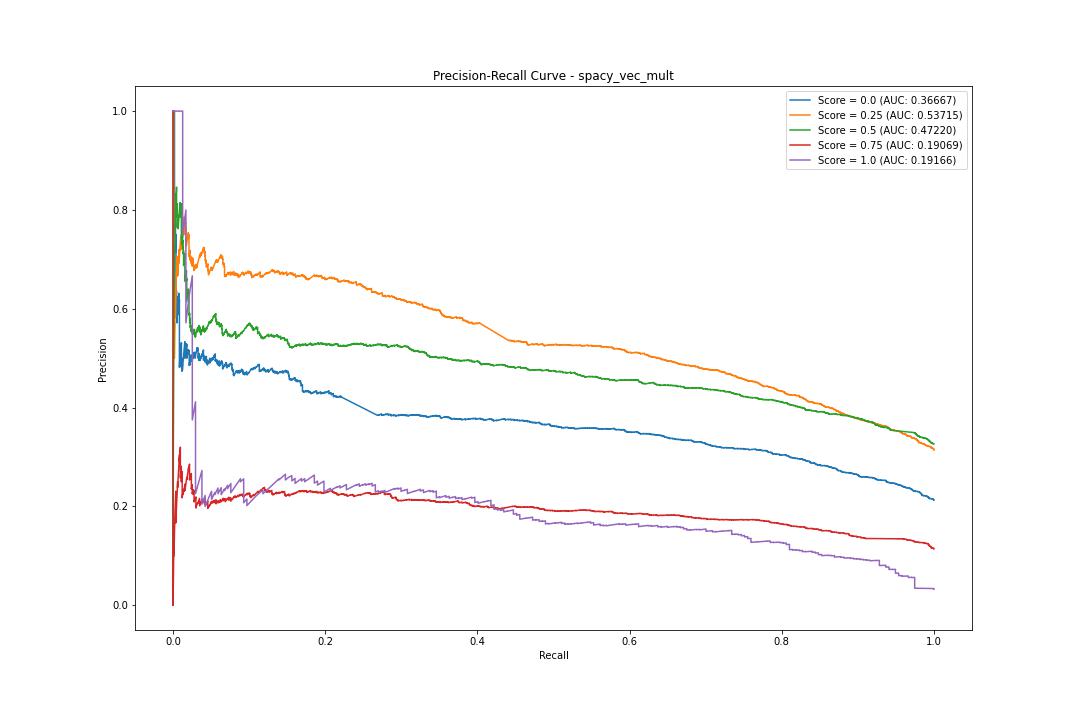 Precision-Recall Curve - spacy_vec_mult
Score = 0.0 (AUC: 0.36667)
Score = 0.25 (AUC: 0.53715)
Score = 0.5 (AUC: 0.47220)
Score = 0.75 (AUC: 0.19069)
Score = 1.0 (AUC: 0.19166)
1.0
0.8
0.6
0.4
0.2
0.0
Precision
0.0 0.2 0.4 0.6 0.8 1.0
Recall